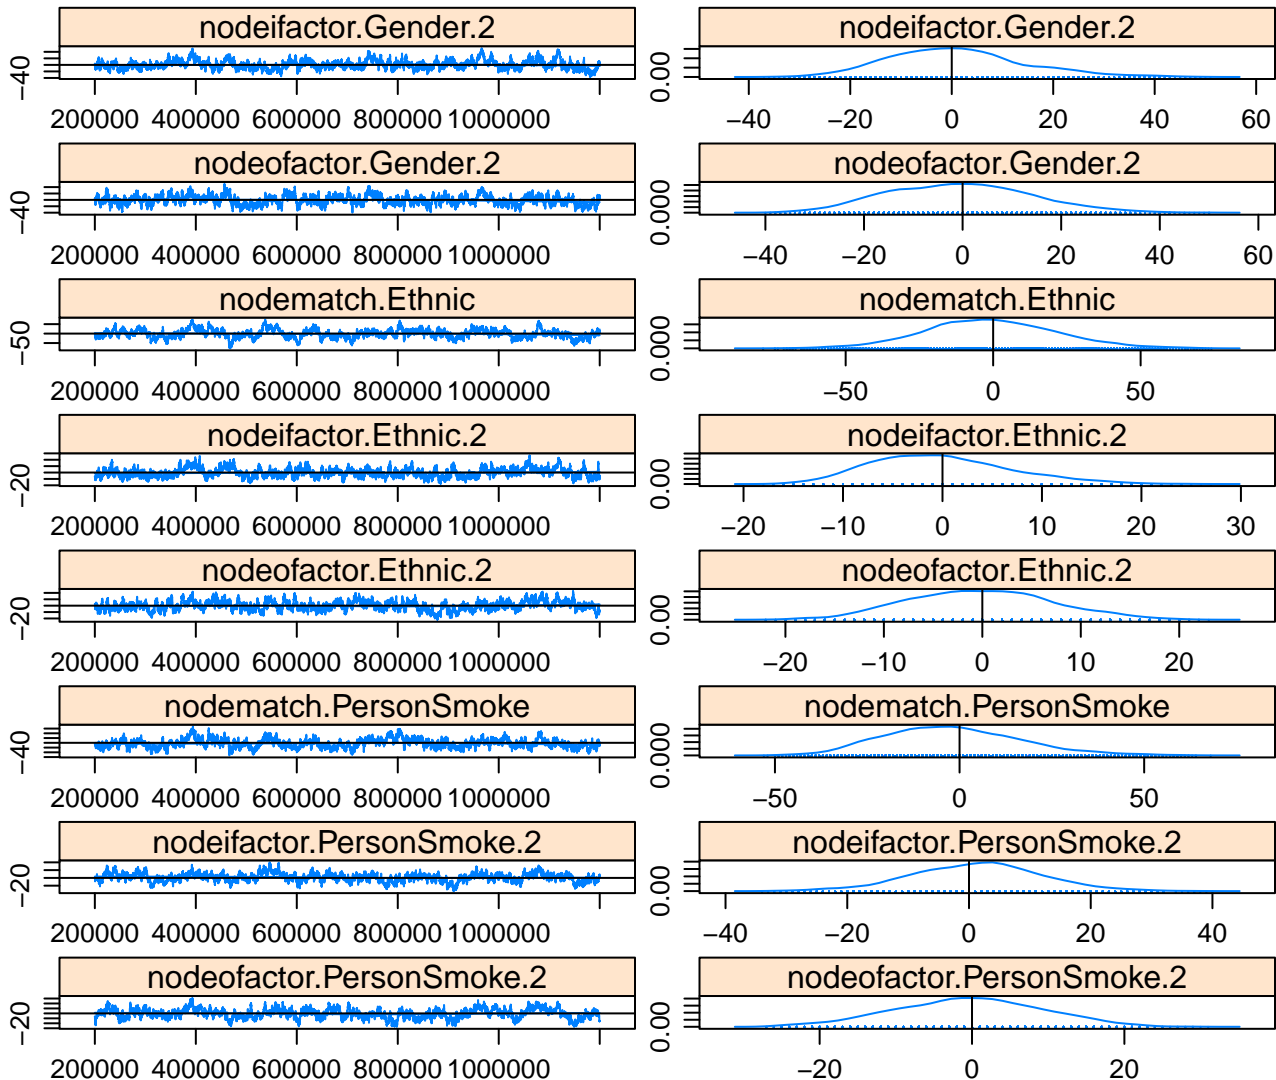 nodeifactor.Gender.2 nodeifactor.Gender.2
−40 0.00
200000 400000 600000 800000 1000000 −40 −20 0 20 40 60
nodeofactor.Gender.2 nodeofactor.Gender.2
−40 0.000
200000 400000 600000 800000 1000000 −40 −20 0 20 40 60
nodematch.Ethnic nodematch.Ethnic
−50 0.000
200000 400000 600000 800000 1000000 −50 0 50
nodeifactor.Ethnic.2 nodeifactor.Ethnic.2
−20 0.00
200000 400000 600000 800000 1000000 −20 −10 0 10 20 30
nodeofactor.Ethnic.2 nodeofactor.Ethnic.2
−20 0.00
200000 400000 600000 800000 1000000 −20 −10 0 10 20
nodematch.PersonSmoke nodematch.PersonSmoke
−40 0.000
200000 400000 600000 800000 1000000 −50 0 50
nodeifactor.PersonSmoke.2 nodeifactor.PersonSmoke.2
−20 0.00
200000 400000 600000 800000 1000000 −40 −20 0 20 40
nodeofactor.PersonSmoke.2 nodeofactor.PersonSmoke.2
−20 0.00
200000 400000 600000 800000 1000000 −20 0 20